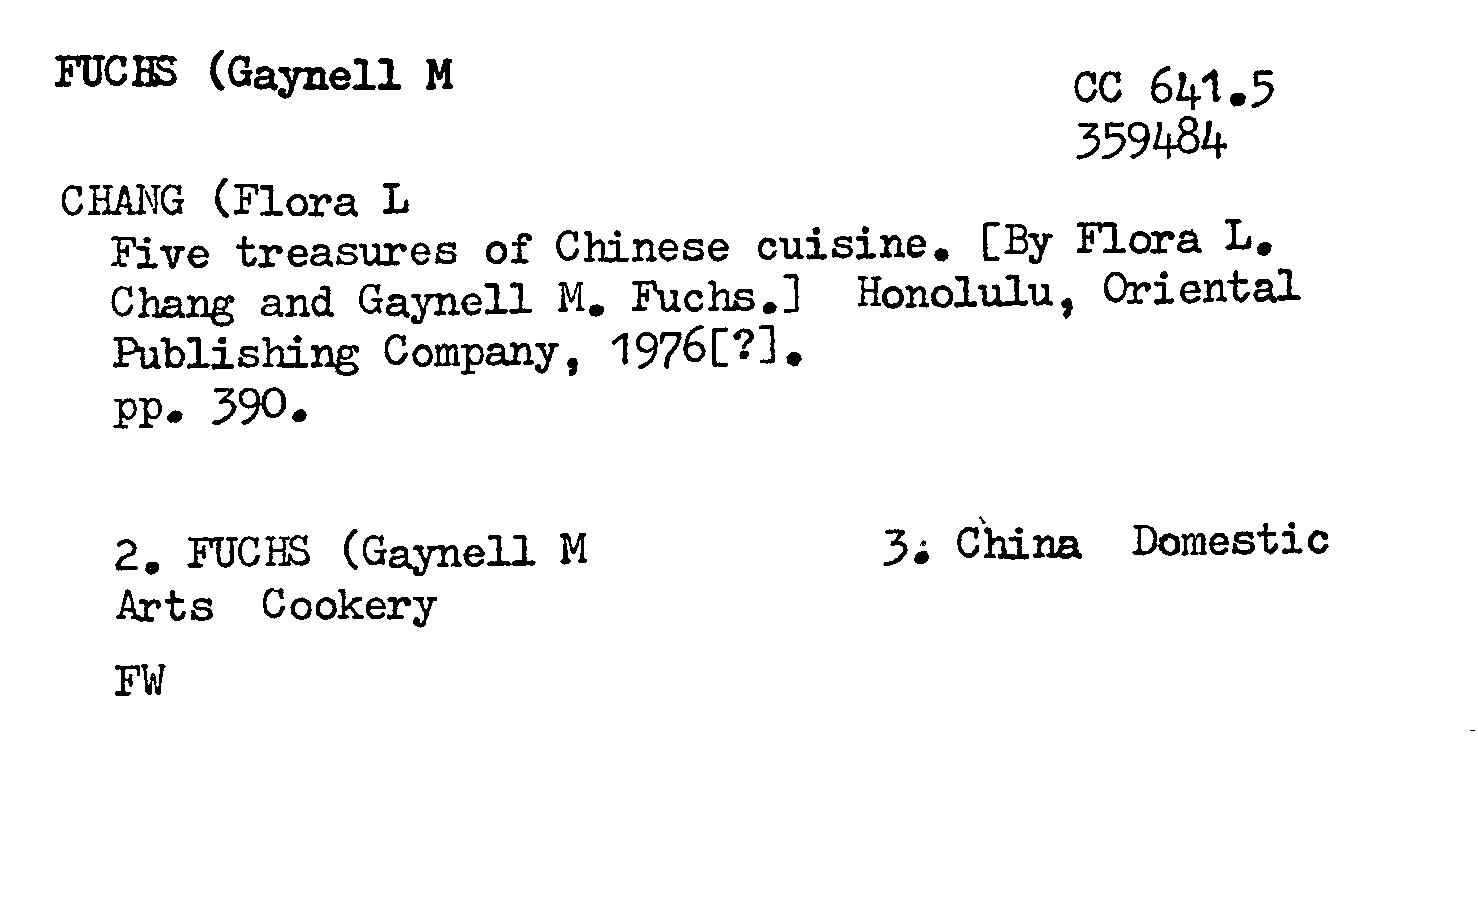 FUCHS (Gaynell M
CC 641.5
359484
CHANG (Flora L
Five treasures of Chinese cuisine. [By Flora L.
Chang and Gaynell M. Fuchs.] Honolulu, Oriental
Publishing Company, 1976[?].
pp. 390.
2. FUCHS (Gaynell M 3. China Domestic
Arts Cookery
FW